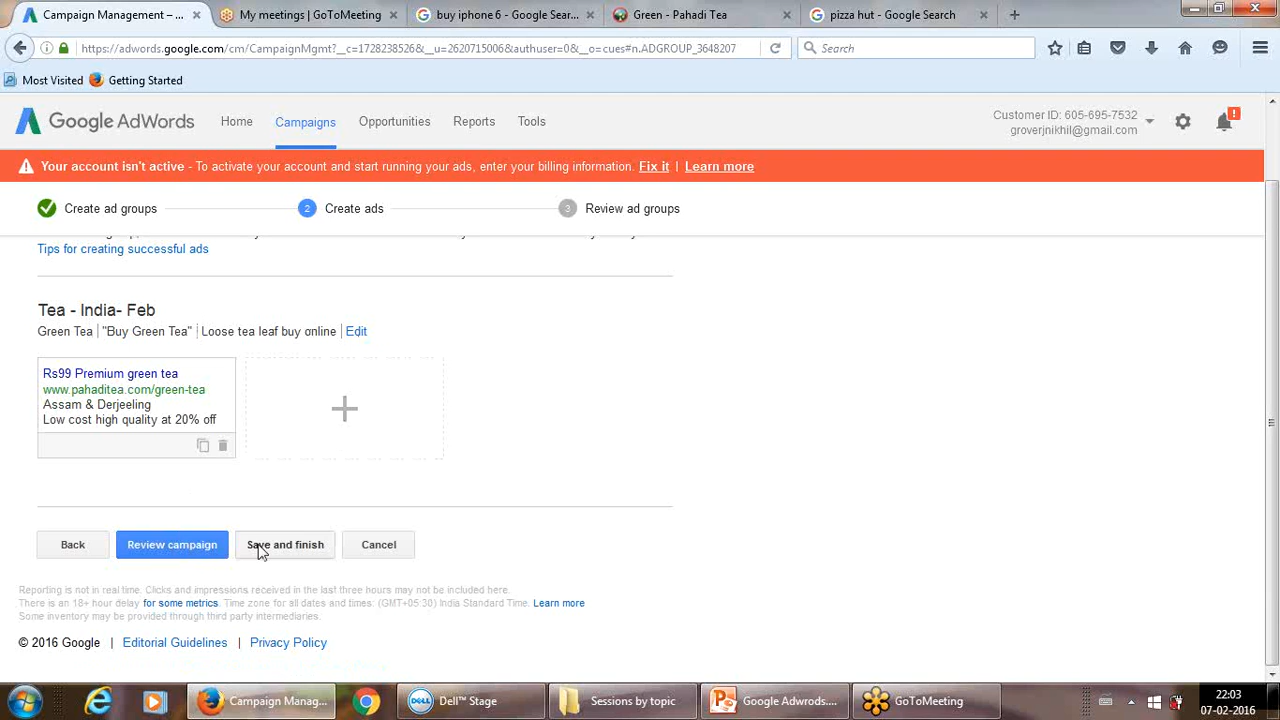 Campaign Management – ...
My meetings | GoToMeeting
buy iphone 6 - Google Sear...
Green - Pahadi Tea
pizza hut - Google Search
https://adwords.google.com/cm/CampaignMgmt?__c=1728238526&__u=2620715006&authuser=0&__o=cues#n.ADGROUP_3648207
Search
Most Visited
Getting Started
Google AdWords
Home
Campaigns
Opportunities
Reports
Tools
Customer ID: 605-695-7532
groverjnikhil@gmail.com
Your account isn't active - To activate your account and start running your ads, enter your billing information. Fix it | Learn more
Create ad groups
2 Create ads
3 Review ad groups
Tips for creating successful ads
Tea - India- Feb
Green Tea | "Buy Green Tea" | Loose tea leaf buy online | Edit
Rs99 Premium green tea
www.pahaditea.com/green-tea
Assam & Derjeeling
Low cost high quality at 20% off
Back
Review campaign
Save and finish
Cancel
Reporting is not in real time. Clicks and impressions received in the last three hours may not be included here.
There is an 18+ hour delay for some metrics. Time zone for all dates and times: (GMT+05:30) India Standard Time. Learn more
Some inventory may be provided through third party intermediaries.
© 2016 Google | Editorial Guidelines | Privacy Policy
Campaign Manag...
Dell™ Stage
Sessions by topic
Google Adwrods....
GoToMeeting
22:03
07-02-2016